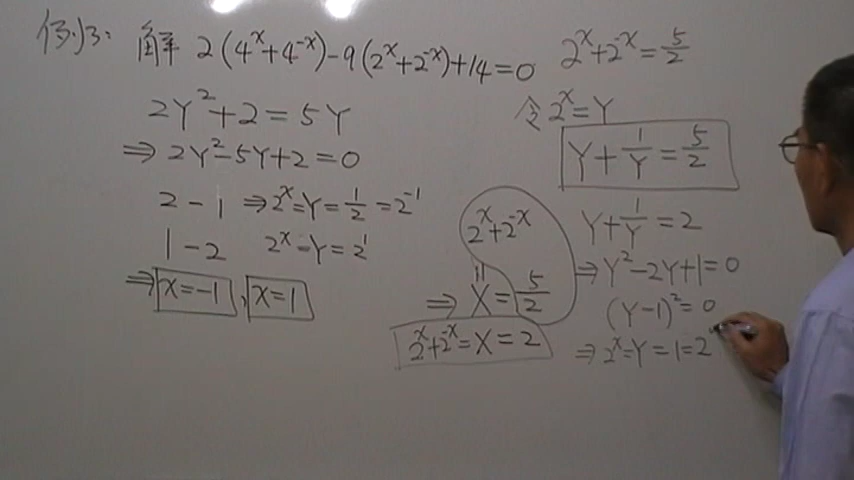 例13: 解 2(4^x+4^-x)-9(2^x+2^-x)+14=0
2Y²+2=5Y
⇒ 2Y²-5Y+2=0
2 -1 ⇒2^x=Y=1/2=2^-1
1 -2 2^x=Y=2^1
⇒ x=-1, x=1
2^x+2^-x
⇒ X=5/2
2^x+2^-x=X=2
2^x+2^-x=5/2
令2^x=Y
Y+1/Y=5/2
Y+1/Y=2
⇒Y²-2Y+1=0
(Y-1)²=0
⇒2^x=Y=1=2